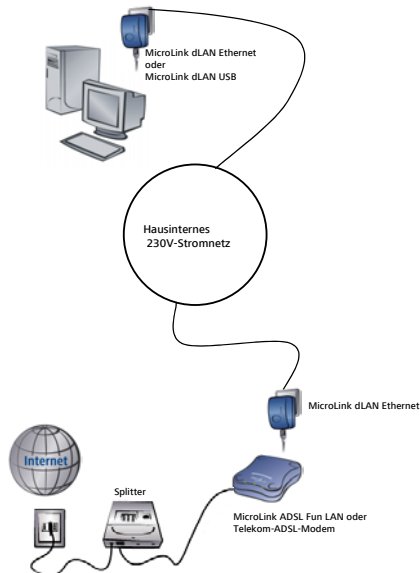 MicroLink dLAN Ethernet
oder
MicroLink dLAN USB
Hausinternes
230V-Stromnetz
MicroLink dLAN Ethernet
Internet
Splitter
MicroLink ADSL Fun LAN oder
Telekom-ADSL-Modem